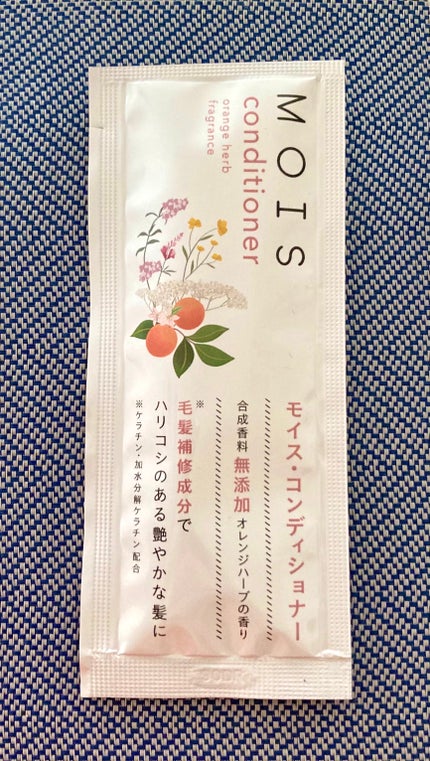 MOIS
conditioner
orange herb
fragrance
モイス・コンディショナー
合成香料 無添加 オレンジハーブの香り
※
毛髪補修成分で
ハリコシのある艶やかな髪に
※ケラチン・加水分解ケラチン配合